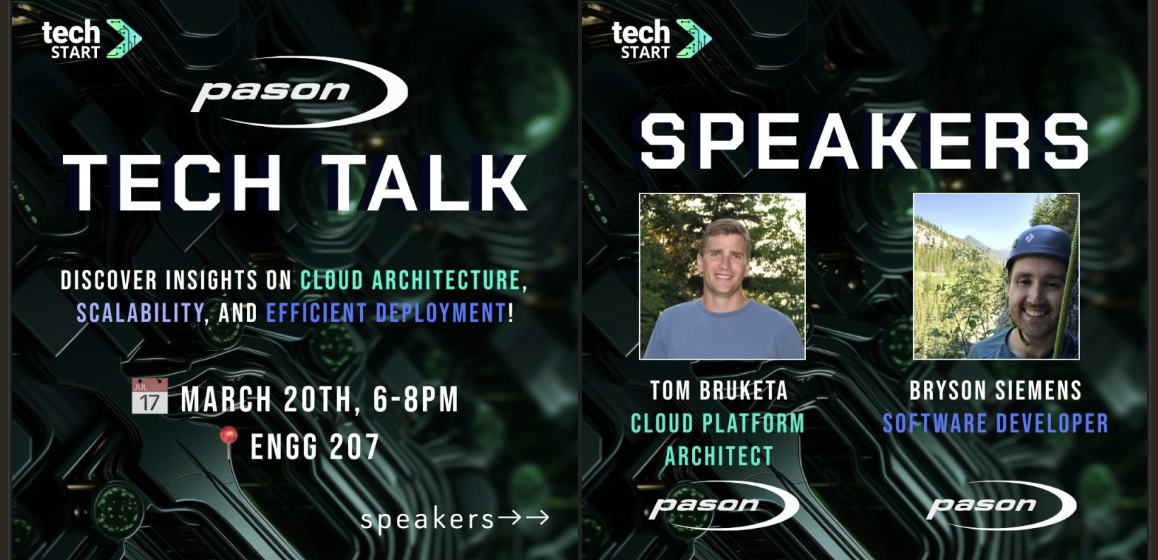 tech
START
pason
TECH TALK
DISCOVER INSIGHTS ON CLOUD ARCHITECTURE,
SCALABILITY, AND EFFICIENT DEPLOYMENT!
JUL
17
MARCH 20TH, 6-8PM
ENGG 207
speakers→→
tech
START
SPEAKERS
TOM BRUKETA
CLOUD PLATFORM
ARCHITECT
pason
BRYSON SIEMENS
SOFTWARE DEVELOPER
pason